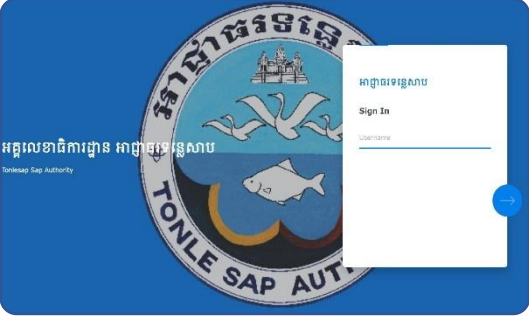 អាជ្ញាធរទន្លេសាប
TONLE SAP AUT
អគ្គលេខាធិការដ្ឋាន អាជ្ញាធរទន្លេសាប
Tonlesap Sap Authority
អាជ្ញាធរទន្លេសាប
Sign In
Username